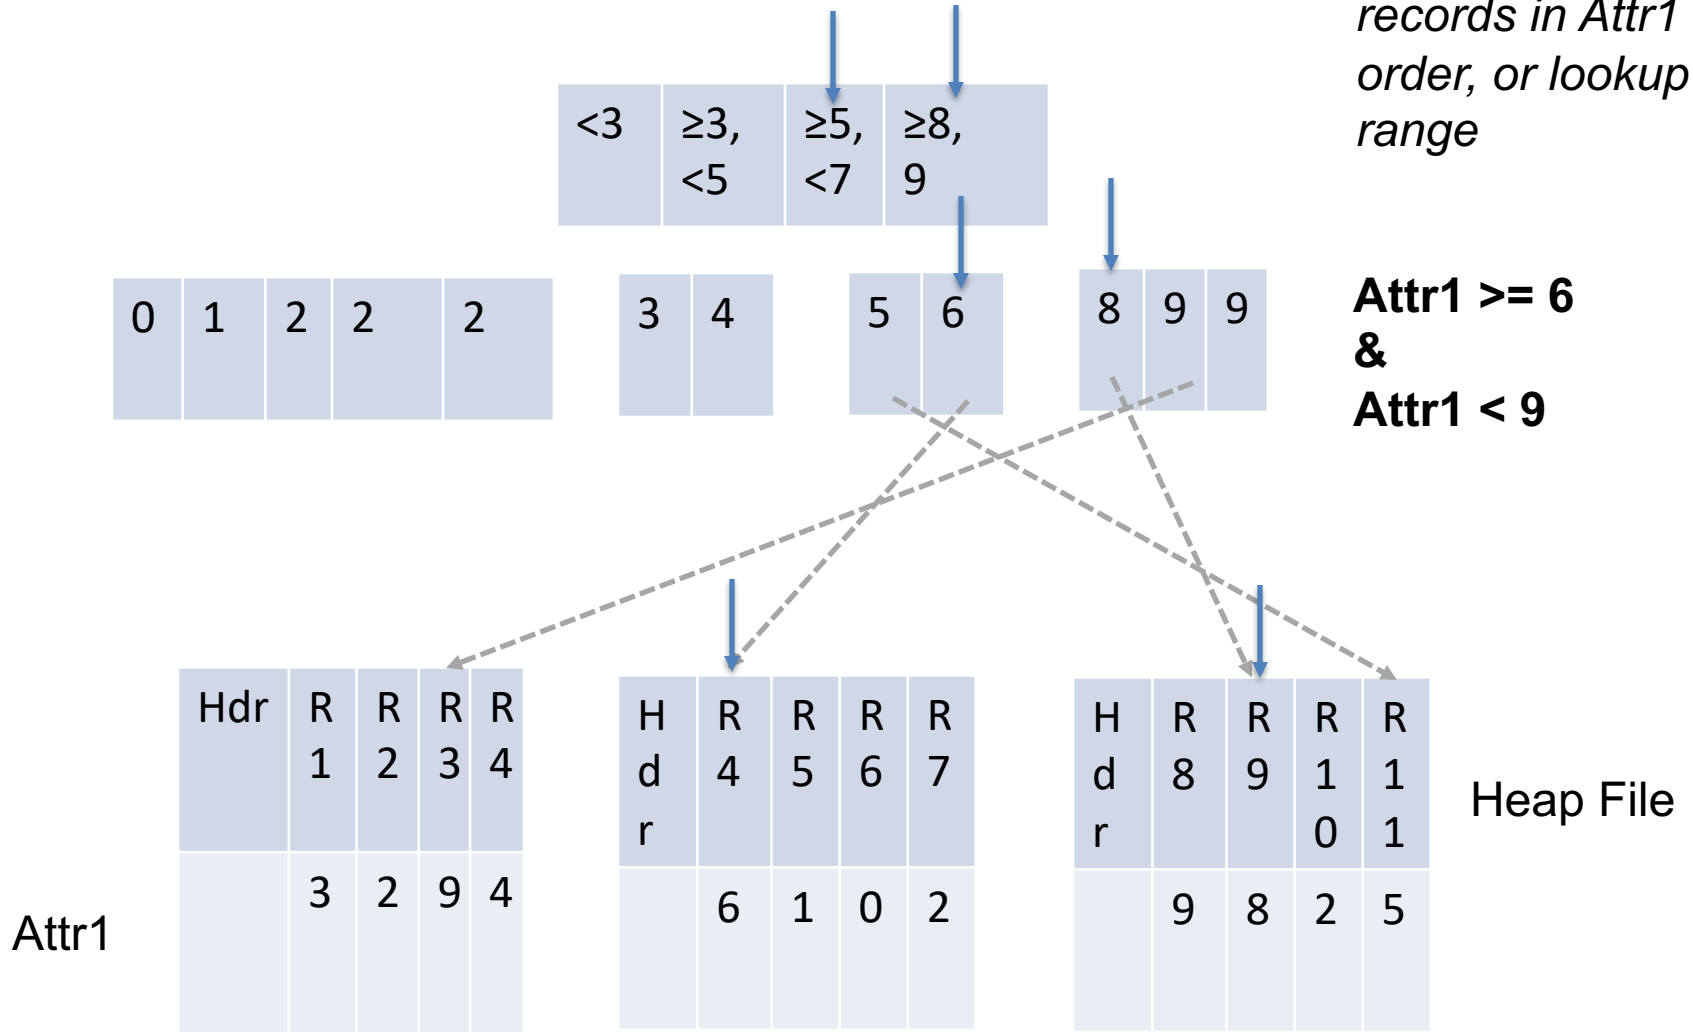 records in Attr1
order, or lookup
range
<3 ≥3, ≥5, ≥8,
<5 <7 9
0 1 2 2 2 3 4 5 6 8 9 9
Attr1 >= 6
&
Attr1 < 9
Hdr R R R R
1 2 3 4
H R R R R
d 4 5 6 7
r
H R R R R
d 8 9 1 1
r 0 1
Heap File
Attr1
3 2 9 4
6 1 0 2
9 8 2 5